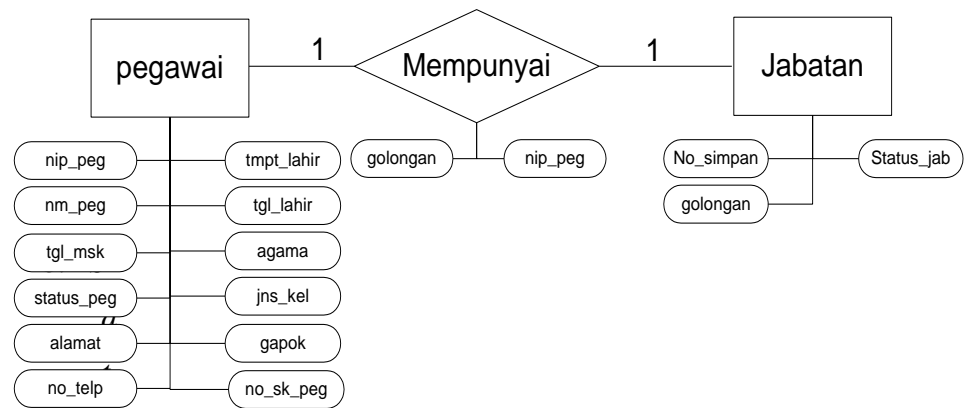 pegawai 1 Mempunyai 1 Jabatan
nip_peg tmpt_lahir golongan nip_peg No_simpan Status_jab
nm_peg tgl_lahir golongan
tgl_msk agama
status_peg jns_kel
alamat gapok
no_telp no_sk_peg